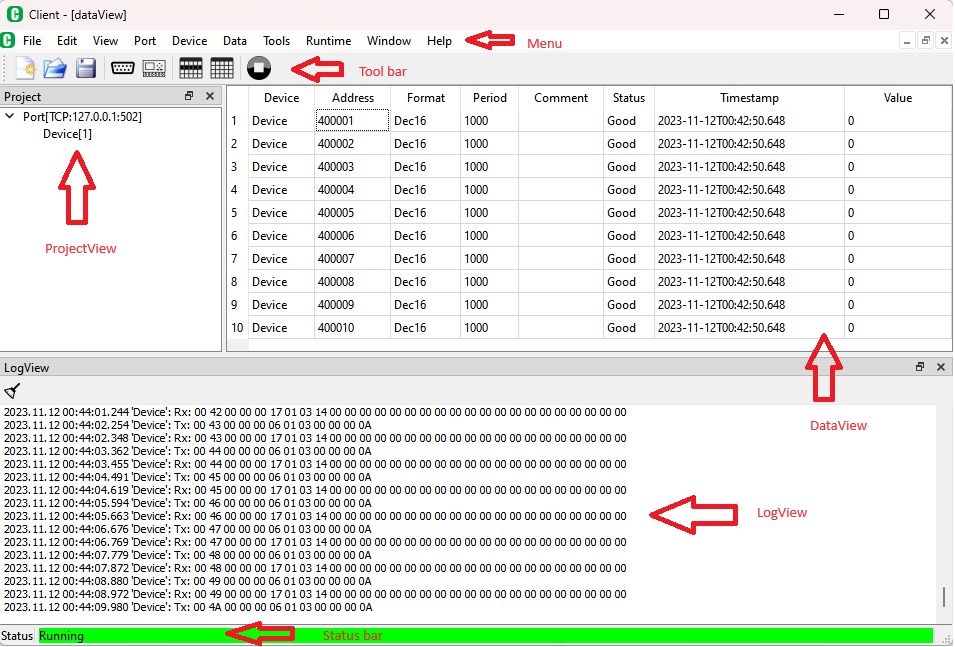 Client - [dataView]
File Edit View Port Device Data Tools Runtime Window Help
Menu
Tool bar
Project
Port[TCP:127.0.0.1:502]
Device[1]
ProjectView
Device Address Format Period Comment Status Timestamp Value
1 Device 400001 Dec16 1000 Good 2023-11-12T00:42:50.648 0
2 Device 400002 Dec16 1000 Good 2023-11-12T00:42:50.648 0
3 Device 400003 Dec16 1000 Good 2023-11-12T00:42:50.648 0
4 Device 400004 Dec16 1000 Good 2023-11-12T00:42:50.648 0
5 Device 400005 Dec16 1000 Good 2023-11-12T00:42:50.648 0
6 Device 400006 Dec16 1000 Good 2023-11-12T00:42:50.648 0
7 Device 400007 Dec16 1000 Good 2023-11-12T00:42:50.648 0
8 Device 400008 Dec16 1000 Good 2023-11-12T00:42:50.648 0
9 Device 400009 Dec16 1000 Good 2023-11-12T00:42:50.648 0
10 Device 400010 Dec16 1000 Good 2023-11-12T00:42:50.648 0
DataView
LogView
2023.11.12 00:44:01.244 'Device': Rx: 00 42 00 00 00 17 01 03 14 00 00 00 00 00 00 00 00 00 00 00 00 00 00 00 00 00 00 00 00
2023.11.12 00:44:02.254 'Device': Tx: 00 43 00 00 00 06 01 03 00 00 00 0A
2023.11.12 00:44:02.348 'Device': Rx: 00 43 00 00 00 17 01 03 14 00 00 00 00 00 00 00 00 00 00 00 00 00 00 00 00 00 00 00 00
2023.11.12 00:44:03.362 'Device': Tx: 00 44 00 00 00 06 01 03 00 00 00 0A
2023.11.12 00:44:03.455 'Device': Rx: 00 44 00 00 00 17 01 03 14 00 00 00 00 00 00 00 00 00 00 00 00 00 00 00 00 00 00 00 00
2023.11.12 00:44:04.491 'Device': Tx: 00 45 00 00 00 06 01 03 00 00 00 0A
2023.11.12 00:44:04.619 'Device': Rx: 00 45 00 00 00 17 01 03 14 00 00 00 00 00 00 00 00 00 00 00 00 00 00 00 00 00 00 00 00
2023.11.12 00:44:05.594 'Device': Tx: 00 46 00 00 00 06 01 03 00 00 00 0A
2023.11.12 00:44:05.663 'Device': Rx: 00 46 00 00 00 17 01 03 14 00 00 00 00 00 00 00 00 00 00 00 00 00 00 00 00 00 00 00 00
2023.11.12 00:44:06.676 'Device': Tx: 00 47 00 00 00 06 01 03 00 00 00 0A
2023.11.12 00:44:06.769 'Device': Rx: 00 47 00 00 00 17 01 03 14 00 00 00 00 00 00 00 00 00 00 00 00 00 00 00 00 00 00 00 00
2023.11.12 00:44:07.779 'Device': Tx: 00 48 00 00 00 06 01 03 00 00 00 0A
2023.11.12 00:44:07.872 'Device': Rx: 00 48 00 00 00 17 01 03 14 00 00 00 00 00 00 00 00 00 00 00 00 00 00 00 00 00 00 00 00
2023.11.12 00:44:08.880 'Device': Tx: 00 49 00 00 00 06 01 03 00 00 00 0A
2023.11.12 00:44:08.972 'Device': Rx: 00 49 00 00 00 17 01 03 14 00 00 00 00 00 00 00 00 00 00 00 00 00 00 00 00 00 00 00 00
2023.11.12 00:44:09.980 'Device': Tx: 00 4A 00 00 00 06 01 03 00 00 00 0A
LogView
Status Running
Status bar